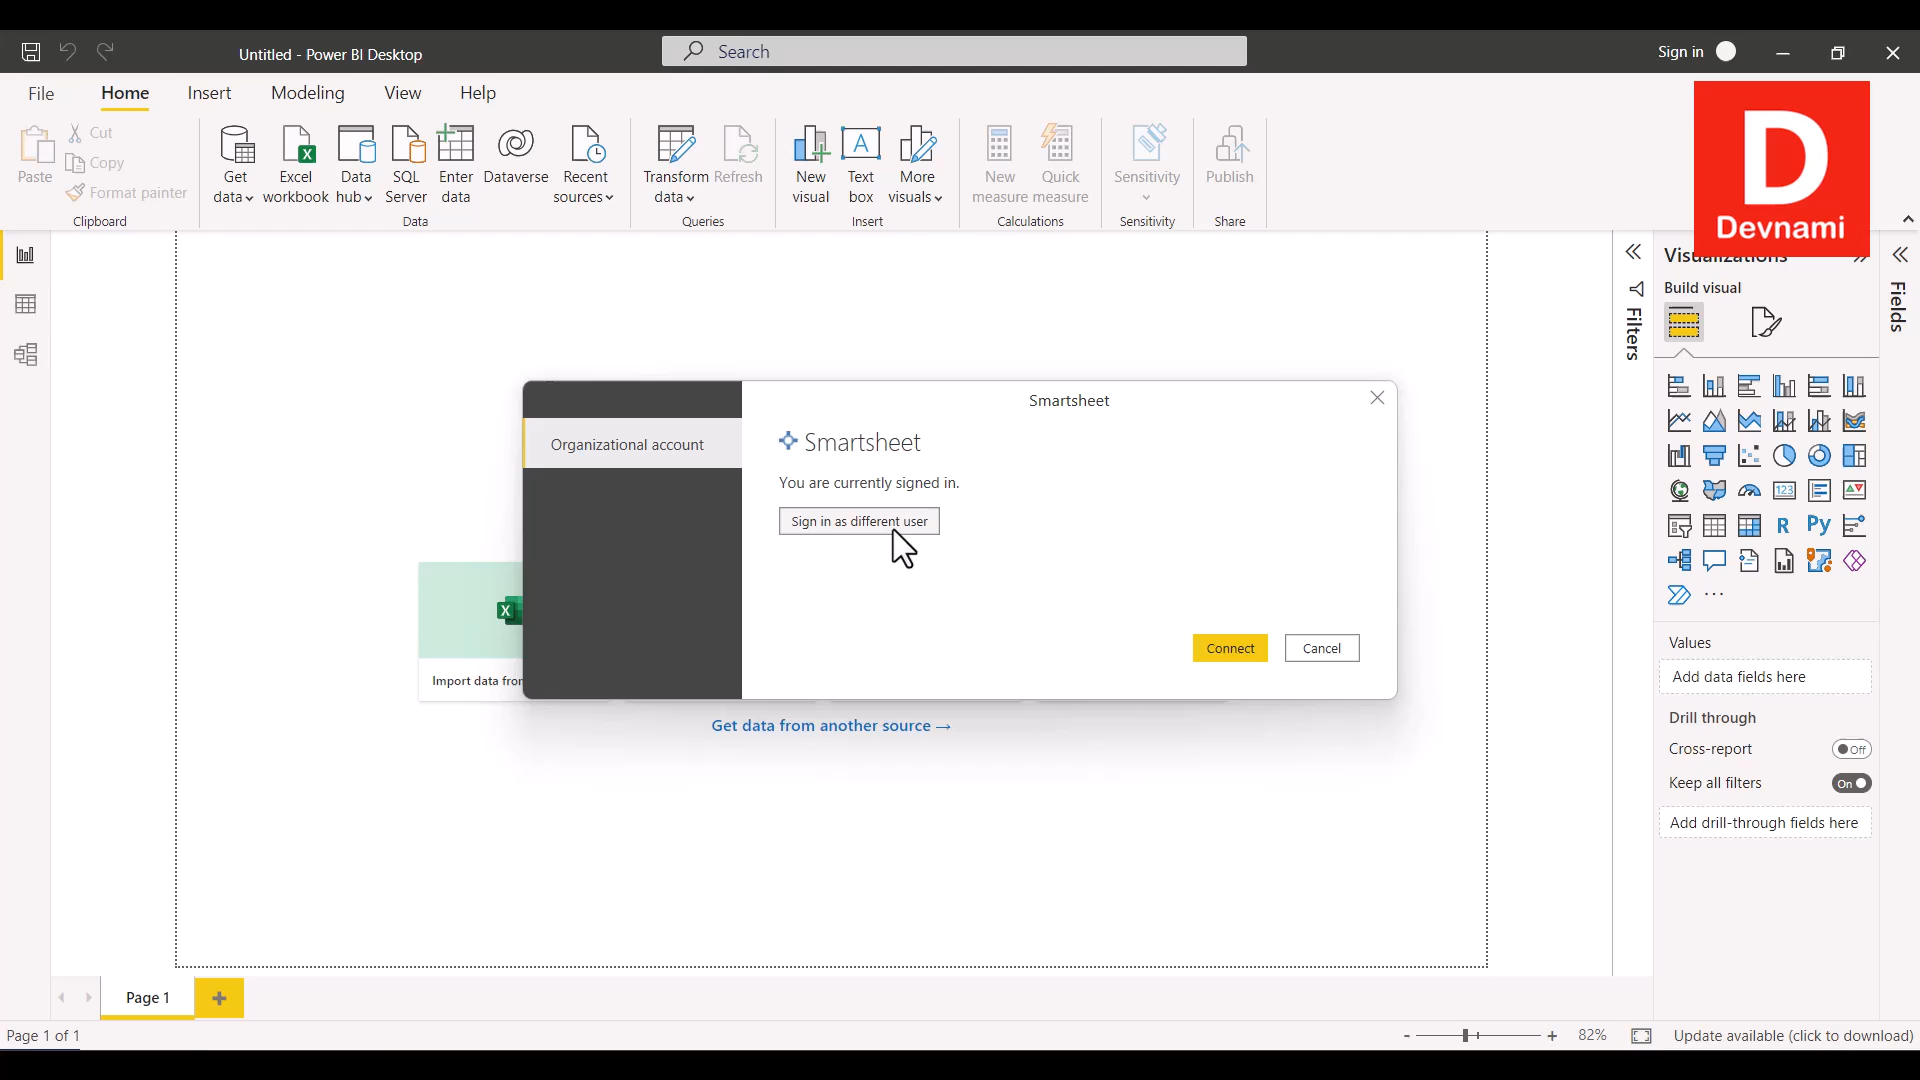 Untitled - Power BI Desktop
Search
Sign in
File
Home
Insert
Modeling
View
Help
Paste
Cut
Copy
Format painter
Clipboard
Get
data
Excel
workbook
Data
hub
SQL
Server
Enter
data
Dataverse
Recent
sources
Data
Transform
data
Refresh
Queries
New
visual
Text
box
More
visuals
Insert
New
measure
Quick
measure
Calculations
Sensitivity
Sensitivity
Publish
Share
D
Devnami
Filters
Visualizations
Build visual
Fields
123
R
Py
Values
Add data fields here
Drill through
Cross-report
Off
Keep all filters
On
Add drill-through fields here
Smartsheet
Organizational account
Smartsheet
You are currently signed in.
Sign in as different user
Connect
Cancel
X
Import data from
Get data from another source →
Page 1
Page 1 of 1
- + 82%
Update available (click to download)